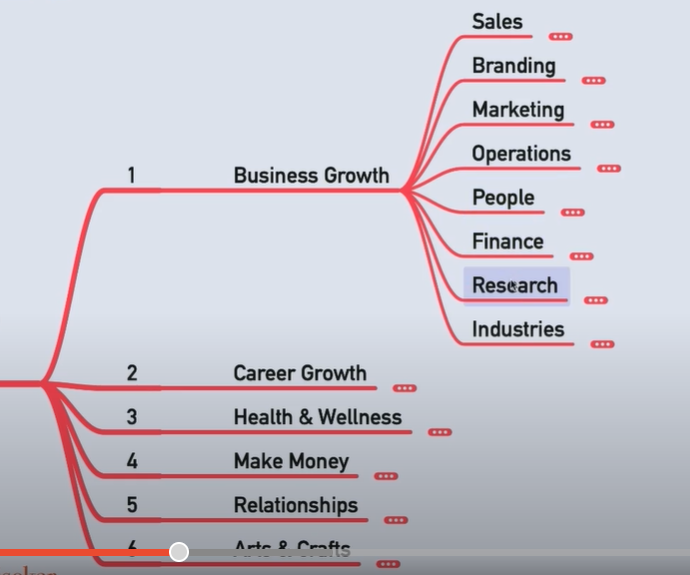 Sales
Branding
Marketing
Operations
People
Finance
Research
Industries
1 Business Growth
2 Career Growth
3 Health & Wellness
4 Make Money
5 Relationships
6 Arts & Crafts